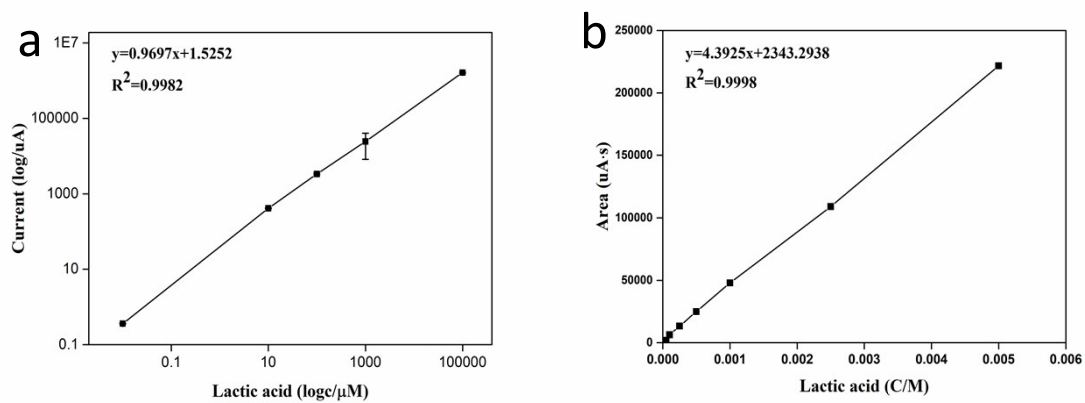 a
y=0.9697x+1.5252
R²=0.9982
1E7
100000
1000
10
0.1
Current (log/uA)
0.1
10
1000
100000
Lactic acid (logc/μM)
b
y=4.3925x+2343.2938
R²=0.9998
250000
200000
150000
100000
50000
0
Area (uA·s)
0.000
0.001
0.002
0.003
0.004
0.005
0.006
Lactic acid (C/M)